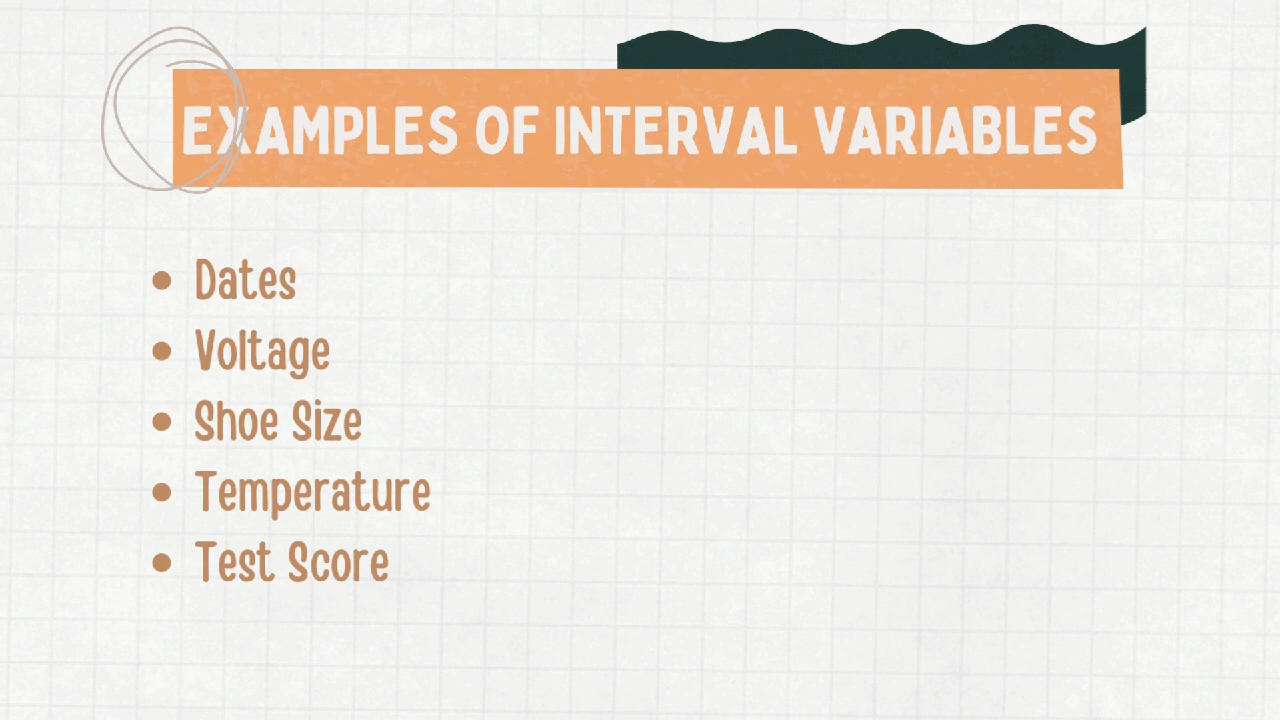 EXAMPLES OF INTERVAL VARIABLES
• Dates
• Voltage
• Shoe Size
• Temperature
• Test Score